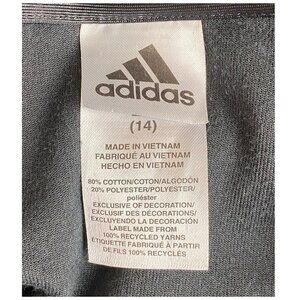 adidas
(14)
MADE IN VIETNAM
FABRIQUÉ AU VIETNAM
HECHO EN VIETNAM
80% COTTON/COTON/ALGODÓN
20% POLYESTER/POLYESTER/
poliéster
EXCLUSIVE OF DECORATION/
EXCLUSIF DES DÉCORATIONS/
EXCLUYENDO LA DECORACIÓN
LABEL MADE FROM
100% RECYCLED YARNS
ÉTIQUETTE FABRIQUÉ À PARTIR
DE FILS 100% RECYCLÉS